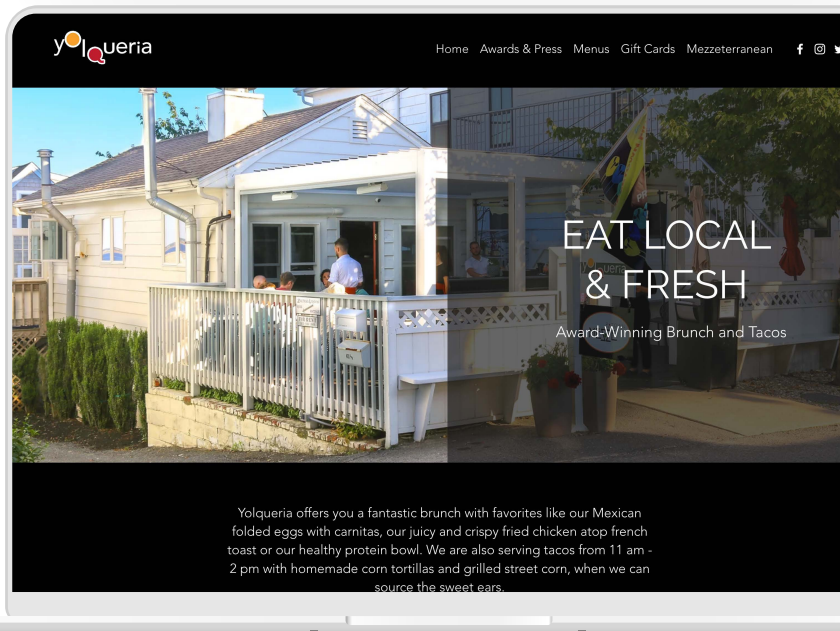 yolqueria
Home Awards & Press Menus Gift Cards Mezzeterranean
EAT LOCAL
& FRESH
Award-Winning Brunch and Tacos
Yolqueria offers you a fantastic brunch with favorites like our Mexican
folded eggs with carnitas, our juicy and crispy fried chicken atop french
toast or our healthy protein bowl. We are also serving tacos from 11 am -
2 pm with homemade corn tortillas and grilled street corn, when we can
source the sweet ears.